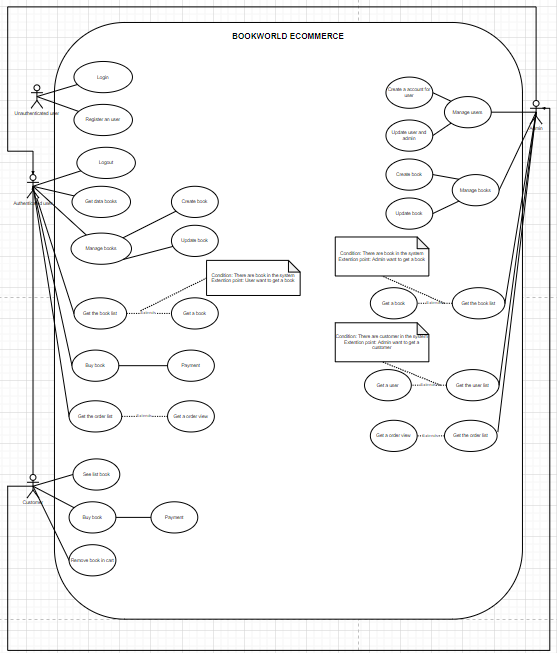 BOOKWORLD ECOMMERCE
Login
Unauthenticated user
Register an user
Logout
Authenticated user
Get data books
Manage books
Create book
Update book
Condition: There are book in the system
Extention point: User want to get a book
Get the book list
Extends
Get a book
Buy book
Payment
Get the order list
Extends
Get a order view
See list book
Customer
Buy book
Payment
Remove book in cart
Create a account for
user
Manage users
Admin
Update user and
admin
Create book
Manage books
Update book
Condition: There are book in the system
Extention point: Admin want to get a book
Get a book
Extends
Get the book list
Condition: There are customer in the system
Extention point: Admin want to get a
customer
Get a user
Extends
Get the user list
Get a order view
Extends
Get the order list